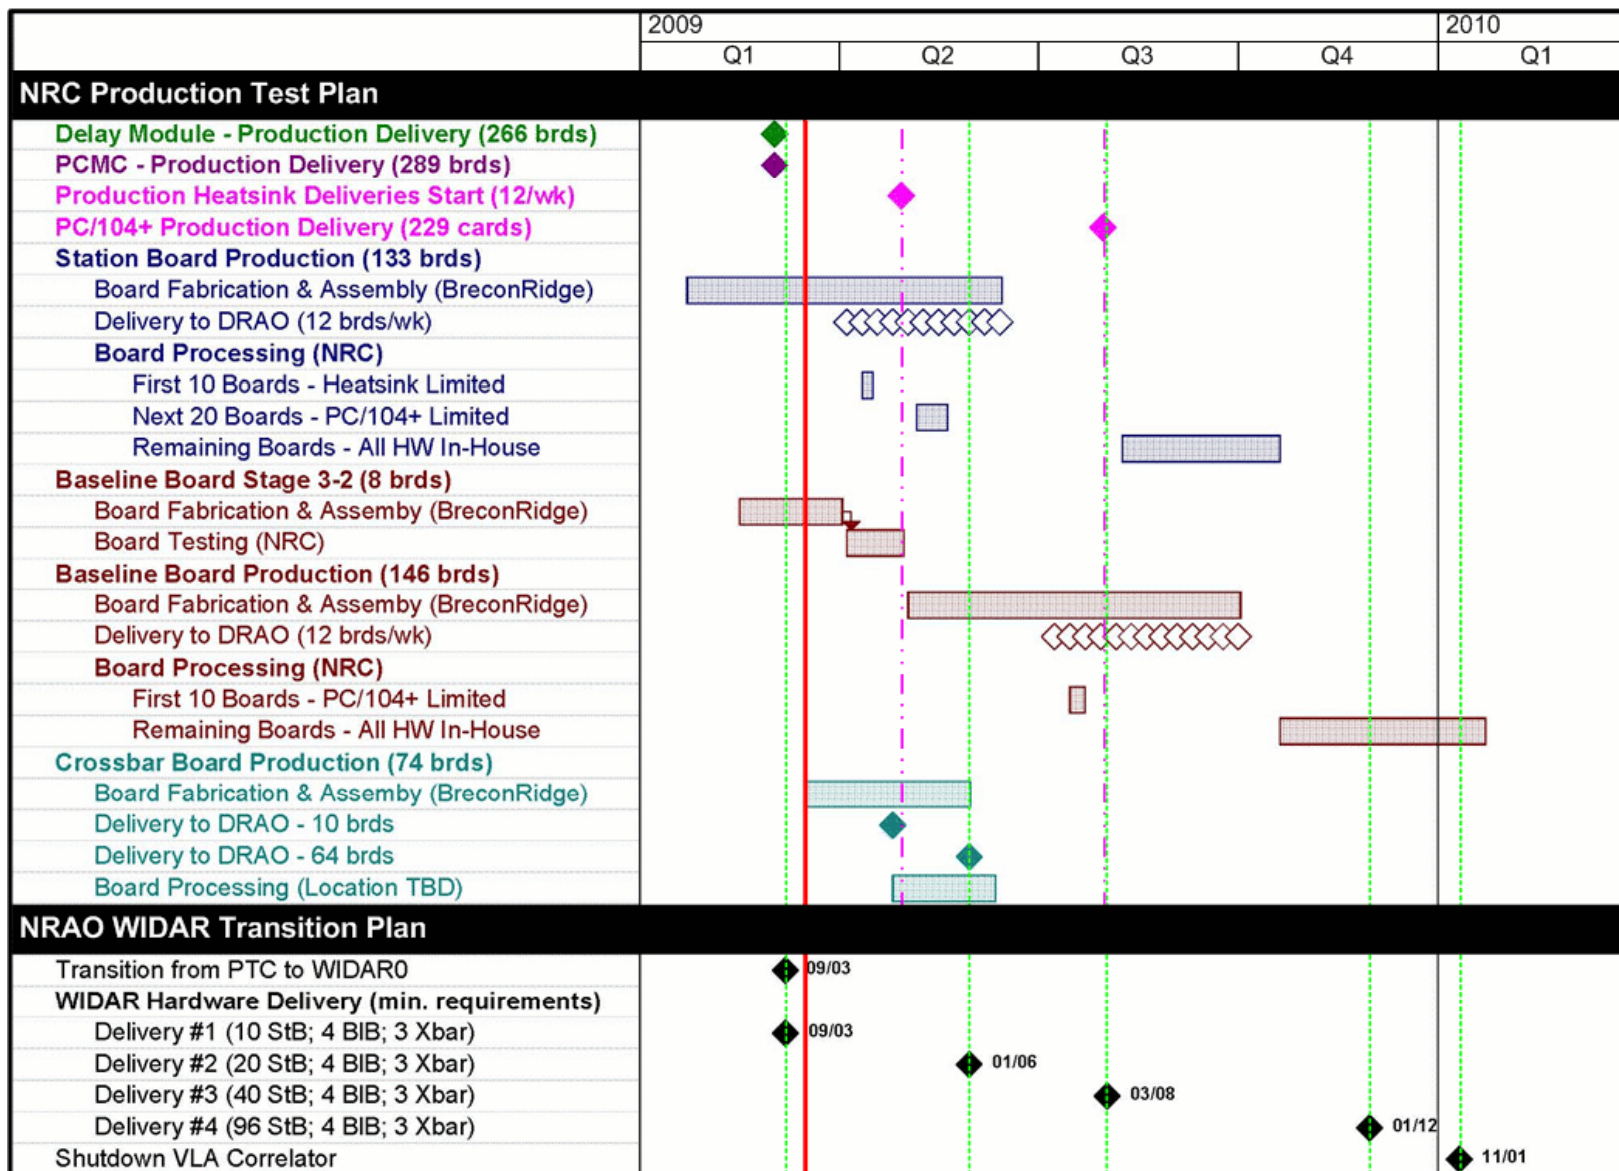 2009 2010
Q1 Q2 Q3 Q4 Q1
NRC Production Test Plan
Delay Module - Production Delivery (266 brds)
PCMC - Production Delivery (289 brds)
Production Heatsink Deliveries Start (12/wk)
PC/104+ Production Delivery (229 cards)
Station Board Production (133 brds)
Board Fabrication & Assembly (BreconRidge)
Delivery to DRAO (12 brds/wk)
Board Processing (NRC)
First 10 Boards - Heatsink Limited
Next 20 Boards - PC/104+ Limited
Remaining Boards - All HW In-House
Baseline Board Stage 3-2 (8 brds)
Board Fabrication & Assemby (BreconRidge)
Board Testing (NRC)
Baseline Board Production (146 brds)
Board Fabrication & Assemby (BreconRidge)
Delivery to DRAO (12 brds/wk)
Board Processing (NRC)
First 10 Boards - PC/104+ Limited
Remaining Boards - All HW In-House
Crossbar Board Production (74 brds)
Board Fabrication & Assemby (BreconRidge)
Delivery to DRAO - 10 brds
Delivery to DRAO - 64 brds
Board Processing (Location TBD)
NRAO WIDAR Transition Plan
Transition from PTC to WIDAR0 09/03
WIDAR Hardware Delivery (min. requirements)
Delivery #1 (10 StB; 4 BlB; 3 Xbar) 09/03
Delivery #2 (20 StB; 4 BlB; 3 Xbar) 01/06
Delivery #3 (40 StB; 4 BlB; 3 Xbar) 03/08
Delivery #4 (96 StB; 4 BlB; 3 Xbar) 01/12
Shutdown VLA Correlator 11/01